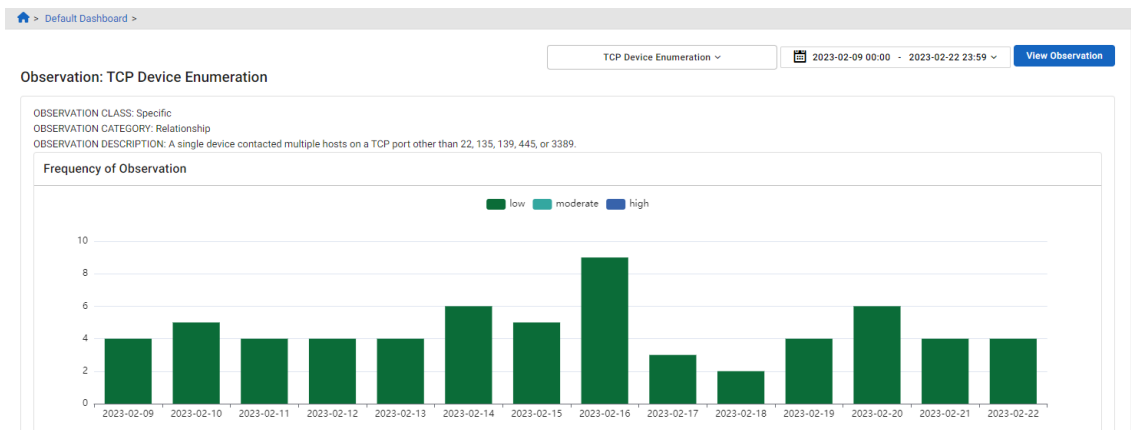 > Default Dashboard >
TCP Device Enumeration
2023-02-09 00:00 - 2023-02-22 23:59
View Observation
Observation: TCP Device Enumeration
OBSERVATION CLASS: Specific
OBSERVATION CATEGORY: Relationship
OBSERVATION DESCRIPTION: A single device contacted multiple hosts on a TCP port other than 22, 135, 139, 445, or 3389.
Frequency of Observation
low moderate high
10
8
6
4
2
0
2023-02-09 2023-02-10 2023-02-11 2023-02-12 2023-02-13 2023-02-14 2023-02-15 2023-02-16 2023-02-17 2023-02-18 2023-02-19 2023-02-20 2023-02-21 2023-02-22